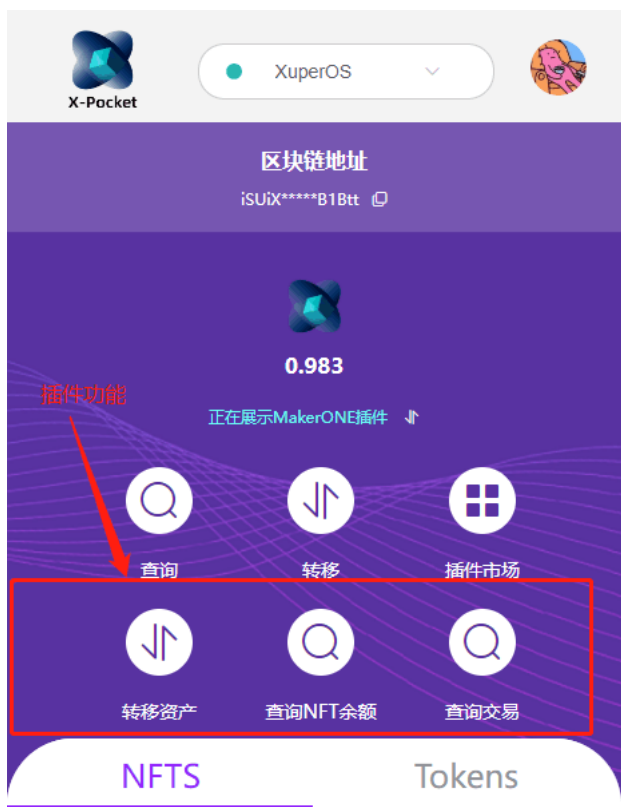 XuperOS
X-Pocket
区块链地址
iSUiX*****B1Btt
0.983
插件功能
正在展示MakerONE插件
查询 转移 插件市场
转移资产 查询NFT余额 查询交易
NFTS Tokens